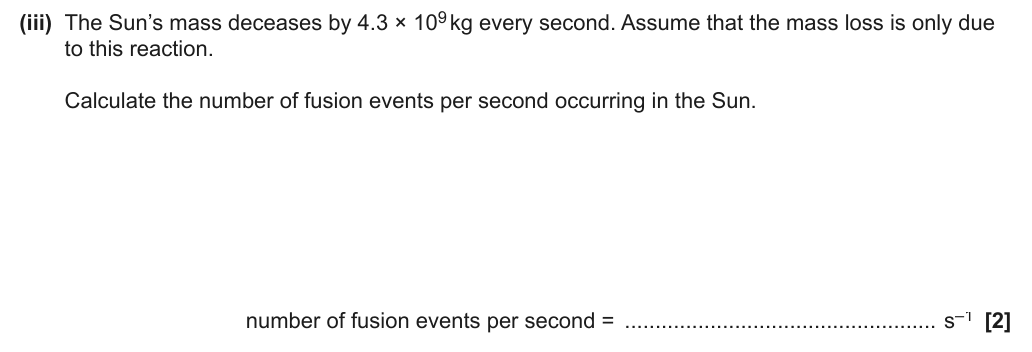 (iii) The Sun's mass deceases by 4.3 × 10⁹ kg every second. Assume that the mass loss is only due
to this reaction.
Calculate the number of fusion events per second occurring in the Sun.
number of fusion events per second = .................................................. s⁻¹ [2]